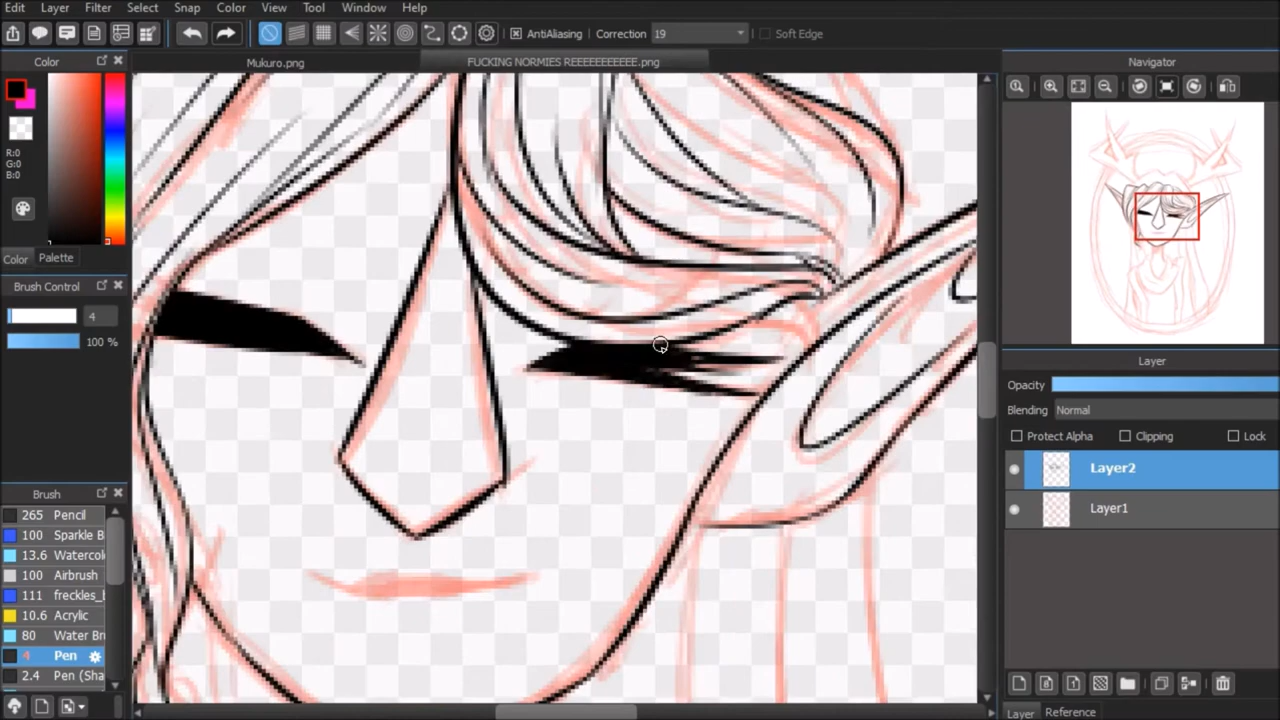 Edit Layer Filter Select Snap Color View Tool Window Help
AntiAliasing Correction 19 Soft Edge
Color
Mukuro.png
FUCKING NORMIES REEEEEEEEEEE.png
Navigator
R:0
G:0
B:0
Color Palette
Brush Control
4
100 %
Brush
265 Pencil
100 Sparkle B
13.6 Watercol
100 Airbrush
111 freckles_b
10.6 Acrylic
80 Water Bru
4 Pen
2.4 Pen (Sha
Layer
Opacity
Blending Normal
Protect Alpha Clipping Lock
Layer2
Layer1
Layer Reference